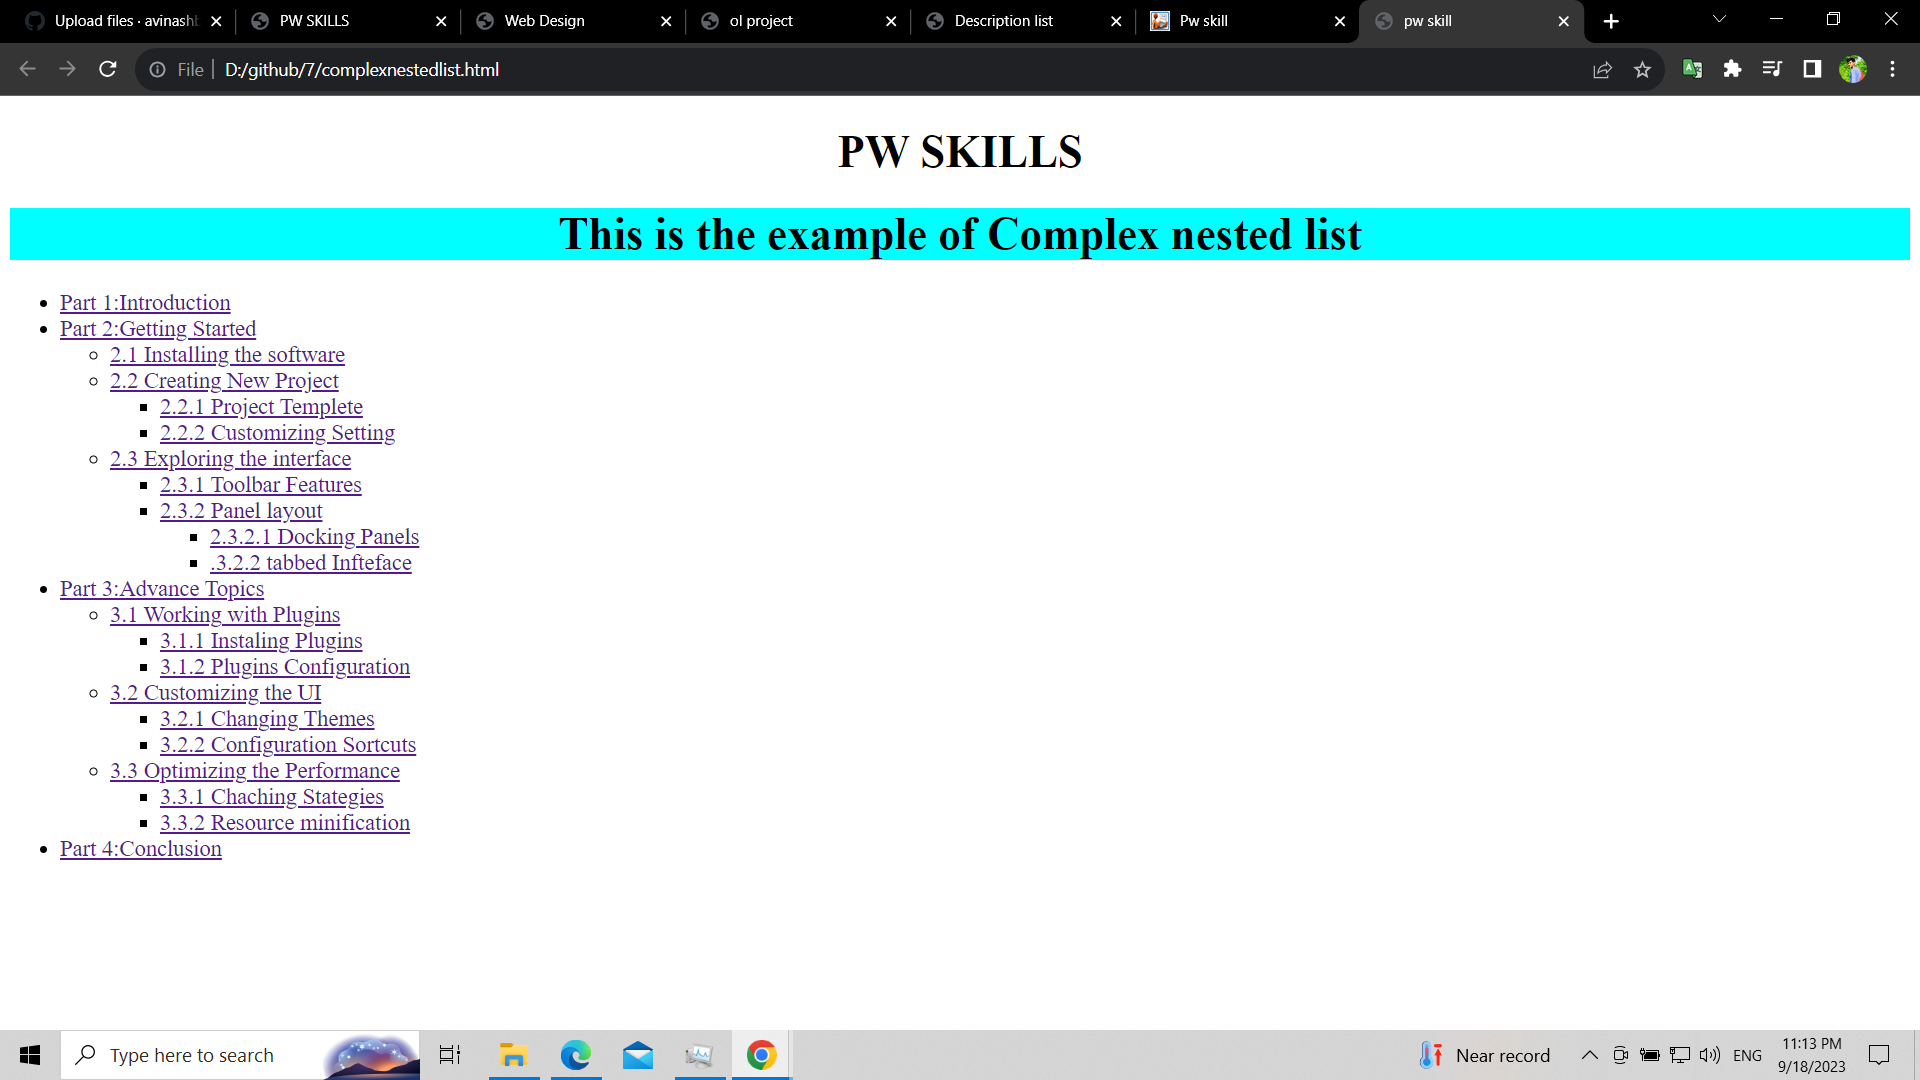 Upload files · avinasht
PW SKILLS
Web Design
ol project
Description list
Pw skill
pw skill
File
D:/github/7/complexnestedlist.html
PW SKILLS
This is the example of Complex nested list
Part 1:Introduction
Part 2:Getting Started
2.1 Installing the software
2.2 Creating New Project
2.2.1 Project Templete
2.2.2 Customizing Setting
2.3 Exploring the interface
2.3.1 Toolbar Features
2.3.2 Panel layout
2.3.2.1 Docking Panels
.3.2.2 tabbed Infteface
Part 3:Advance Topics
3.1 Working with Plugins
3.1.1 Instaling Plugins
3.1.2 Plugins Configuration
3.2 Customizing the UI
3.2.1 Changing Themes
3.2.2 Configuration Sortcuts
3.3 Optimizing the Performance
3.3.1 Chaching Stategies
3.3.2 Resource minification
Part 4:Conclusion
Type here to search
Near record
ENG
11:13 PM
9/18/2023